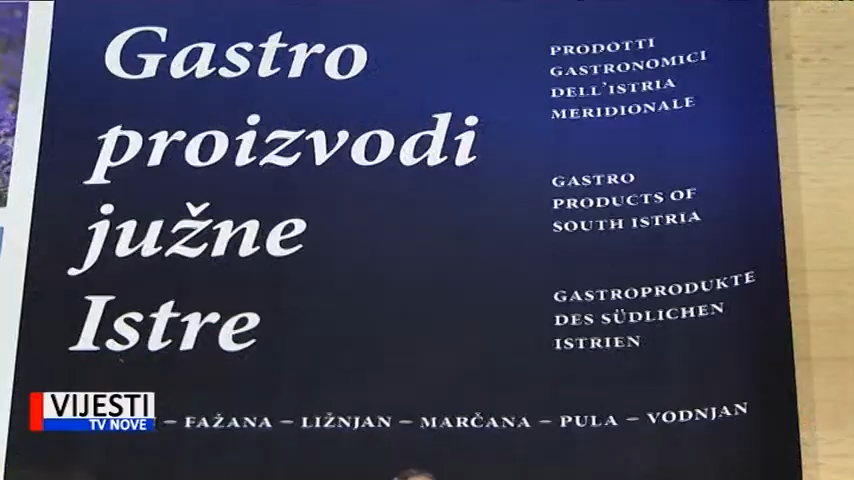 Gastro
proizvodi
južne
Istre
PRODOTTI
GASTRONOMICI
DELL'ISTRIA
MERIDIONALE
GASTRO
PRODUCTS OF
SOUTH ISTRIA
GASTROPRODUKTE
DES SÜDLICHEN
ISTRIEN
– FAŽANA – LIŽNJAN – MARČANA – PULA – VODNJAN
VIJESTI
TV NOVE